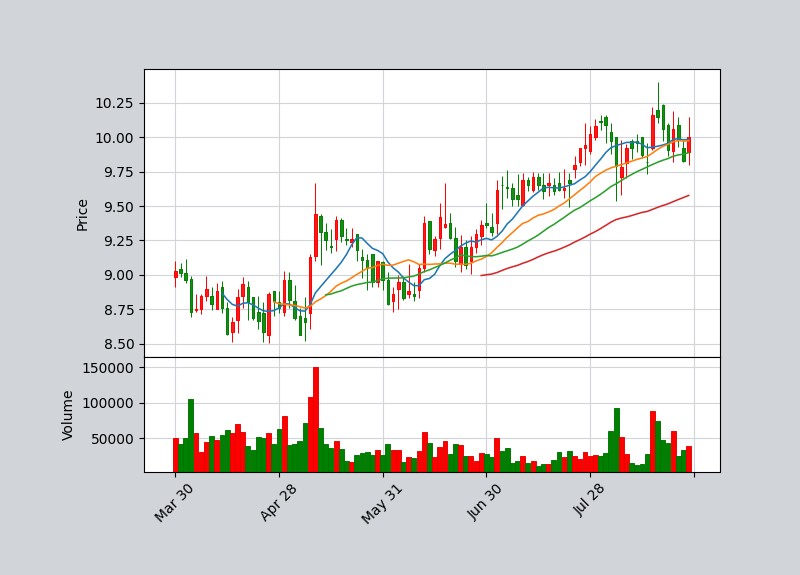 Price
10.25
10.00
9.75
9.50
9.25
9.00
8.75
8.50
Volume
150000
100000
50000
Mar 30
Apr 28
May 31
Jun 30
Jul 28